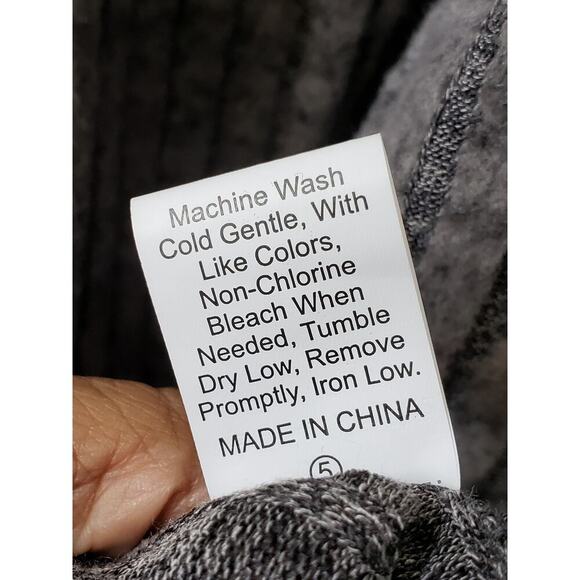 Machine Wash
Cold Gentle, With
Like Colors,
Non-Chlorine
Bleach When
Needed, Tumble
Dry Low, Remove
Promptly, Iron Low.
MADE IN CHINA
5